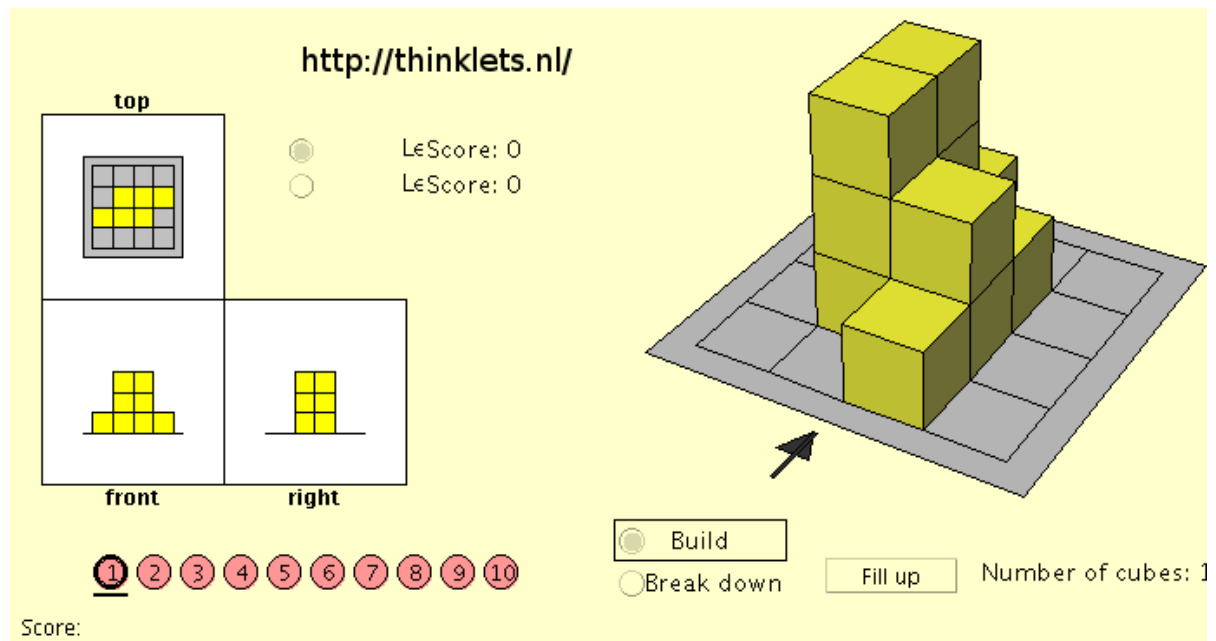 http://thinklets.nl/
top
LeScore: 0
LeScore: 0
front right
1 2 3 4 5 6 7 8 9 10
Build
Break down
Fill up
Number of cubes: 1
Score: